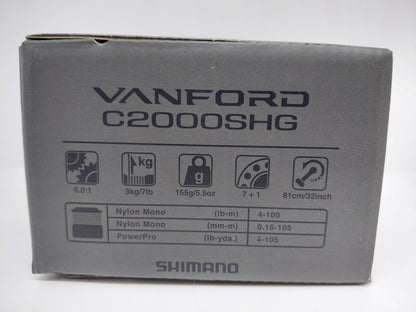 VANFORD
C2000SHG
kg
g
6.0:1 3kg/7lb 155g/5.5oz 7 + 1 81cm/32inch
Nylon Mono (lb-m) 4-100
Nylon Mono (mm-m) 0.16-105
PowerPro (lb-yds.) 4-105
SHIMANO